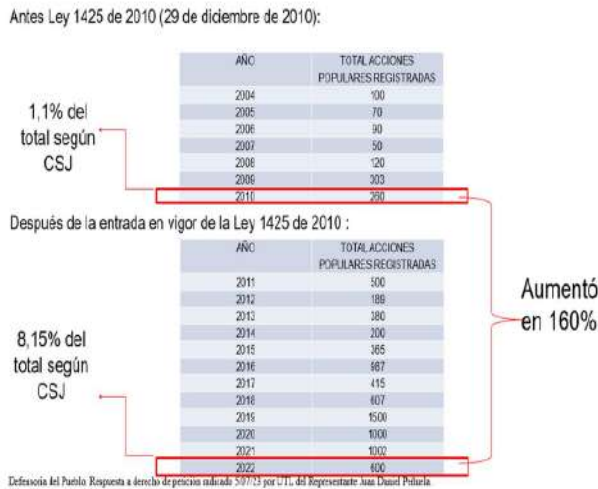 Antes Ley 1425 de 2010 (29 de diciembre de 2010):
AÑO TOTAL ACCIONES
POPULARES REGISTRADAS
2004 100
2005 70
2006 90
2007 50
2008 120
2009 303
2010 260
1,1% del
total según
CSJ
Después de la entrada en vigor de la Ley 1425 de 2010 :
AÑO TOTAL ACCIONES
POPULARES REGISTRADAS
2011 500
2012 189
2013 380
2014 200
2015 365
2016 987
2017 415
2018 607
2019 1500
2020 1000
2021 1002
2022 600
8,15% del
total según
CSJ
Aumentó
en 160%
Defensoría del Pueblo. Respuesta a derecho de petición radicado 5/07/23 por UTL del Representante Juan Daniel Peñuela